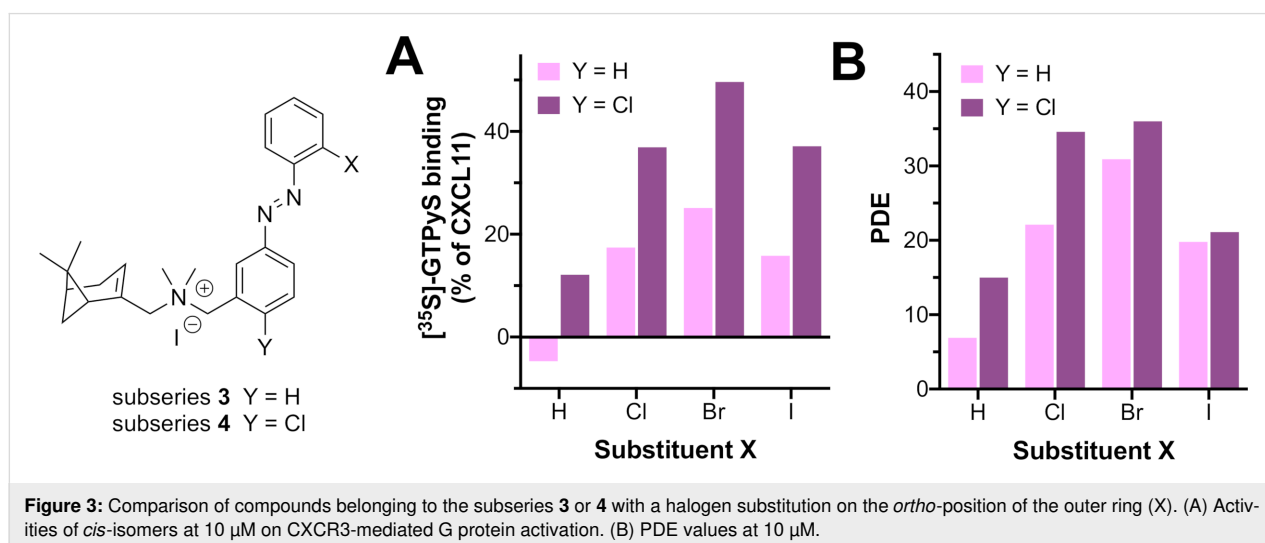 X
N
N
N
+
I
−
Y
subseries 3 Y = H
subseries 4 Y = Cl
A
Y = H
Y = Cl
[35S]-GTPyS binding
(% of CXCL11)
40
20
0
H Cl Br I
Substituent X
B
Y = H
Y = Cl
PDE
40
30
20
10
0
H Cl Br I
Substituent X
Figure 3: Comparison of compounds belonging to the subseries 3 or 4 with a halogen substitution on the ortho-position of the outer ring (X). (A) Activ-
ities of cis-isomers at 10 μM on CXCR3-mediated G protein activation. (B) PDE values at 10 μM.